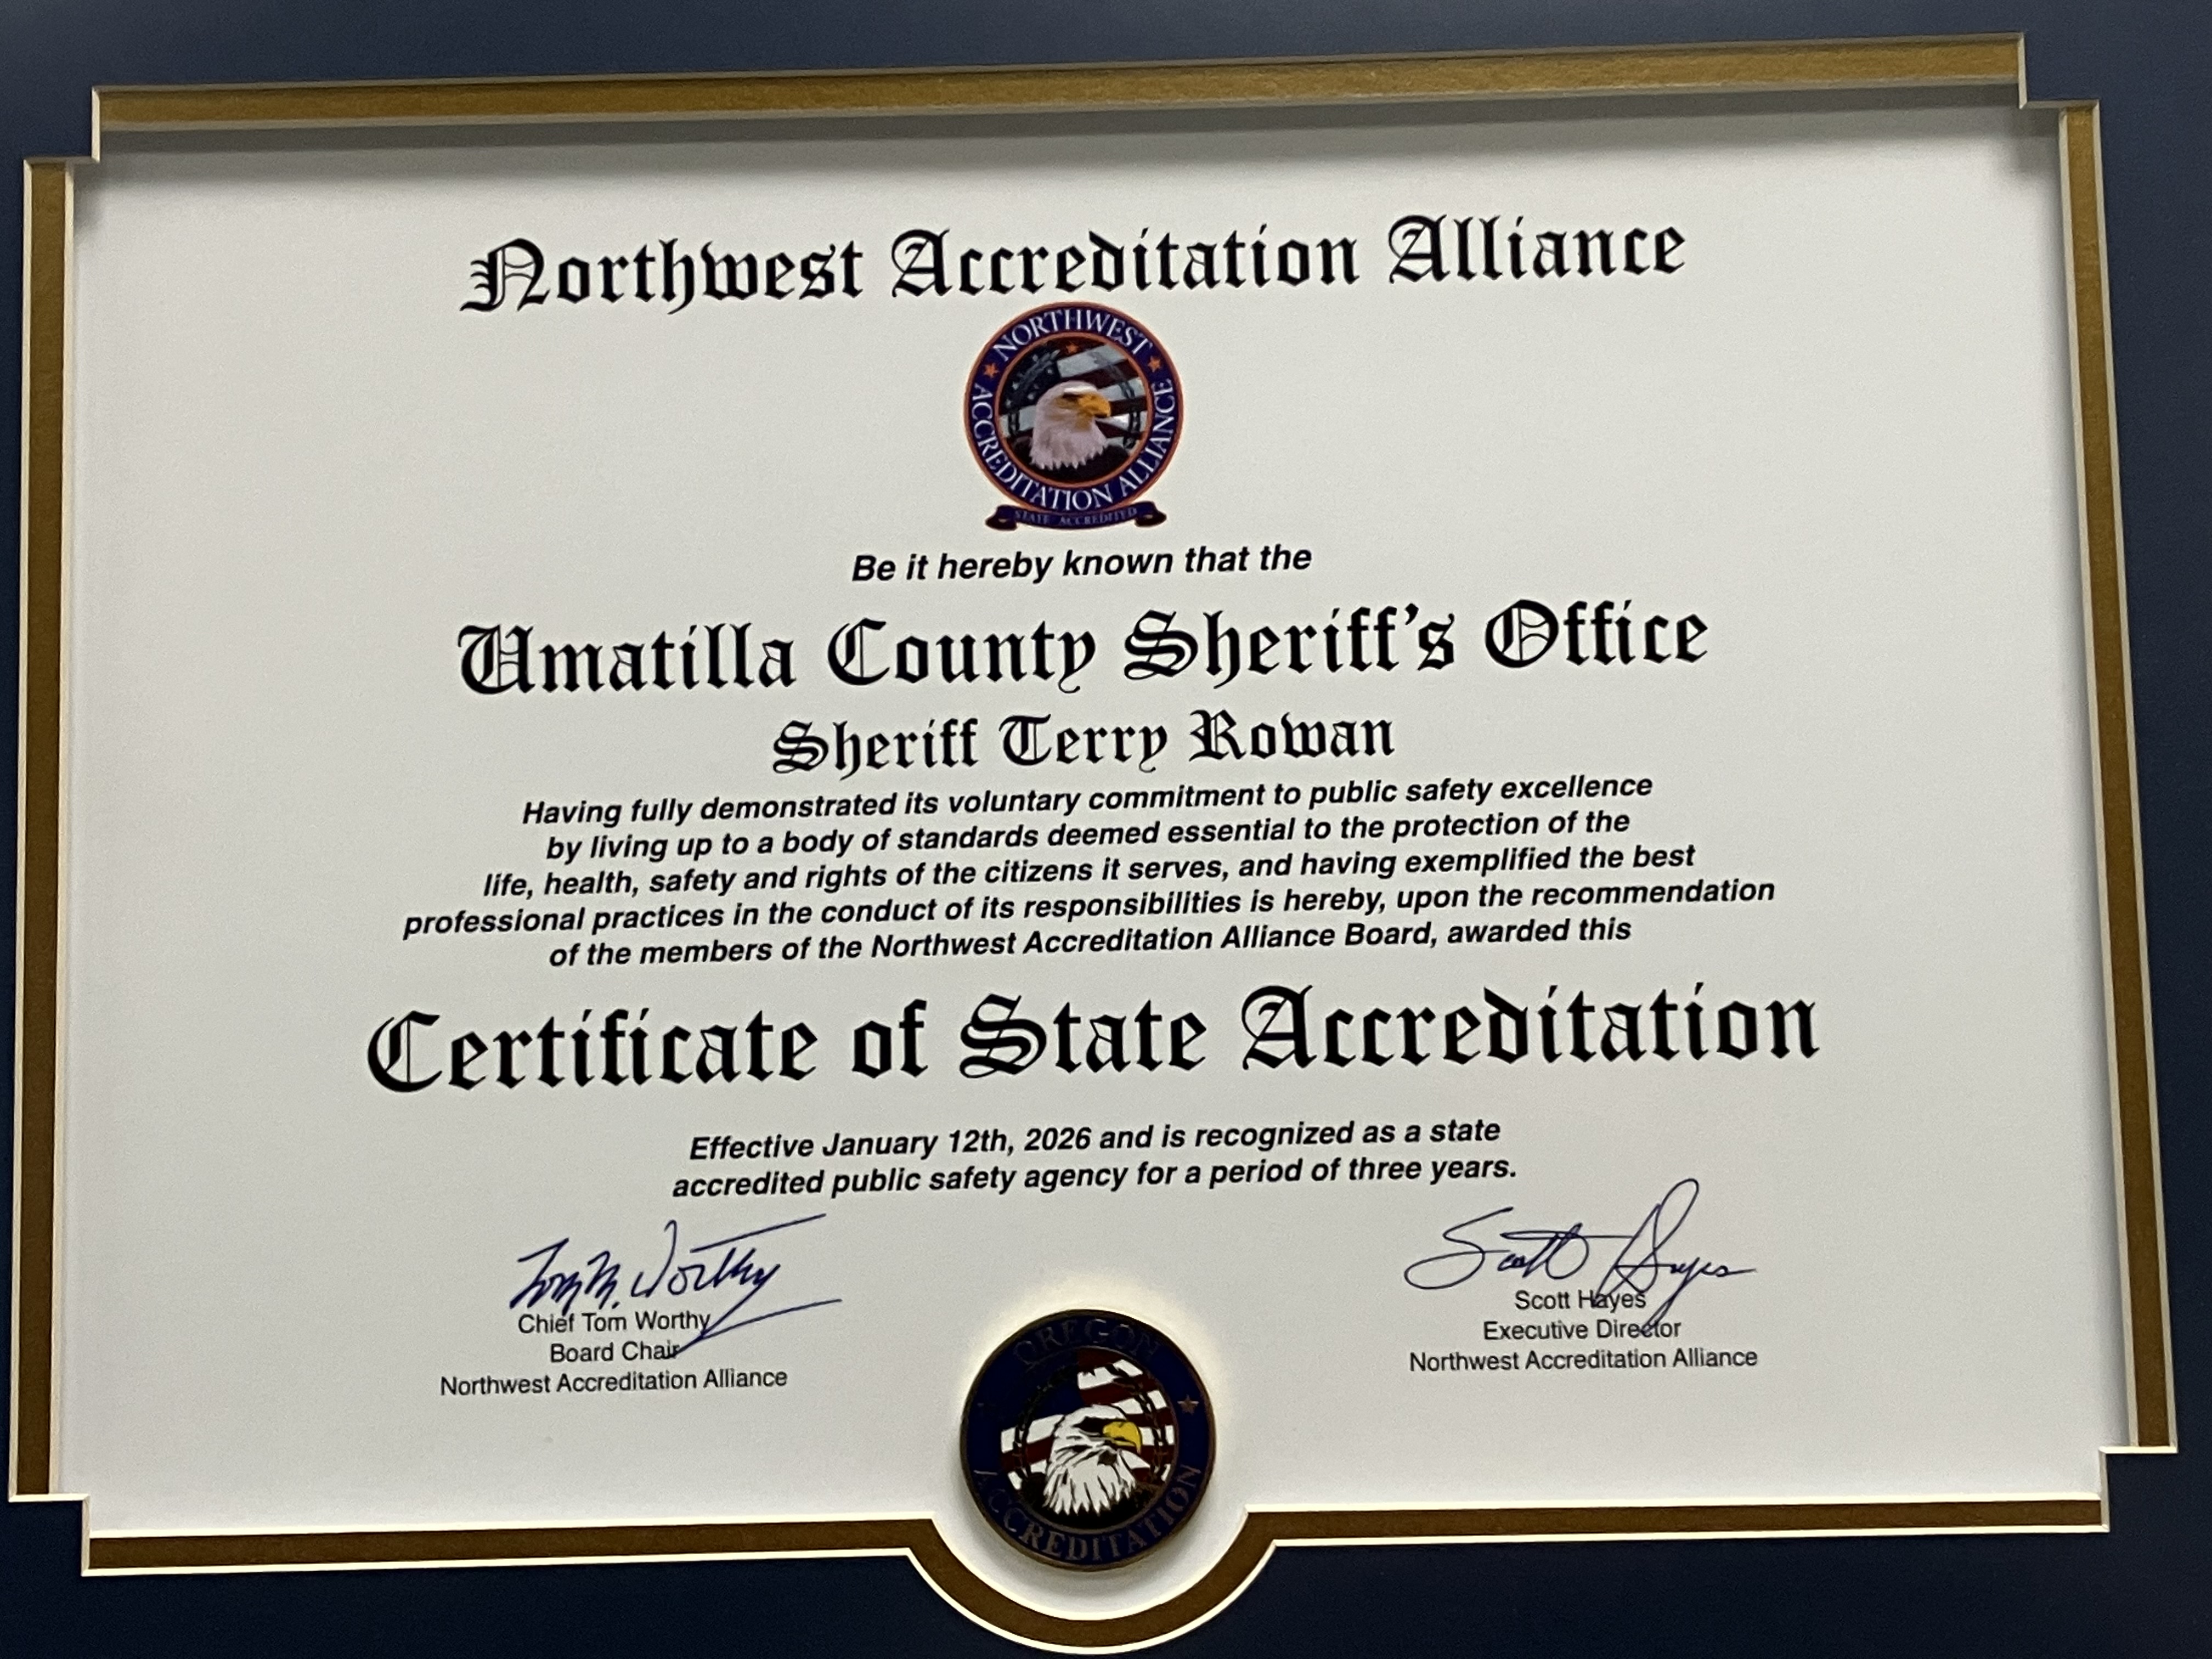 Northwest Accreditation Alliance
NORTHWEST
ACCREDITATION ALLIANCE
STATE ACCREDITED
Be it hereby known that the
Umatilla County Sheriff's Office
Sheriff Terry Rowan
Having fully demonstrated its voluntary commitment to public safety excellence
by living up to a body of standards deemed essential to the protection of the
life, health, safety and rights of the citizens it serves, and having exemplified the best
professional practices in the conduct of its responsibilities is hereby, upon the recommendation
of the members of the Northwest Accreditation Alliance Board, awarded this
Certificate of State Accreditation
Effective January 12th, 2026 and is recognized as a state
accredited public safety agency for a period of three years.
Tom M. Worthy
Chief Tom Worthy
Board Chair
Northwest Accreditation Alliance
Scott Hayes
Scott Hayes
Executive Director
Northwest Accreditation Alliance
OREGON
ACCREDITATION